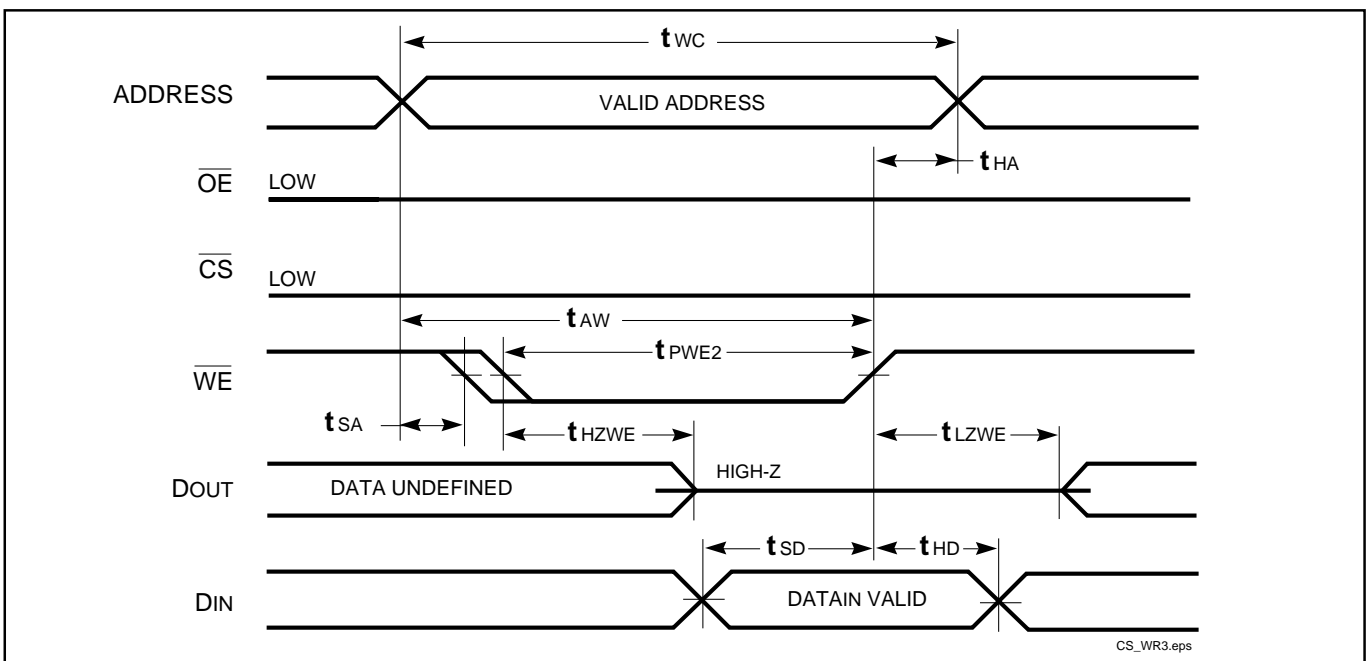 tWC
ADDRESS
VALID ADDRESS
tHA
OE
LOW
CS
LOW
tAW
tPWE2
WE
tSA
tHZWE
tLZWE
DOUT
DATA UNDEFINED
HIGH-Z
tSD
tHD
DIN
DATAIN VALID
CS_WR3.eps